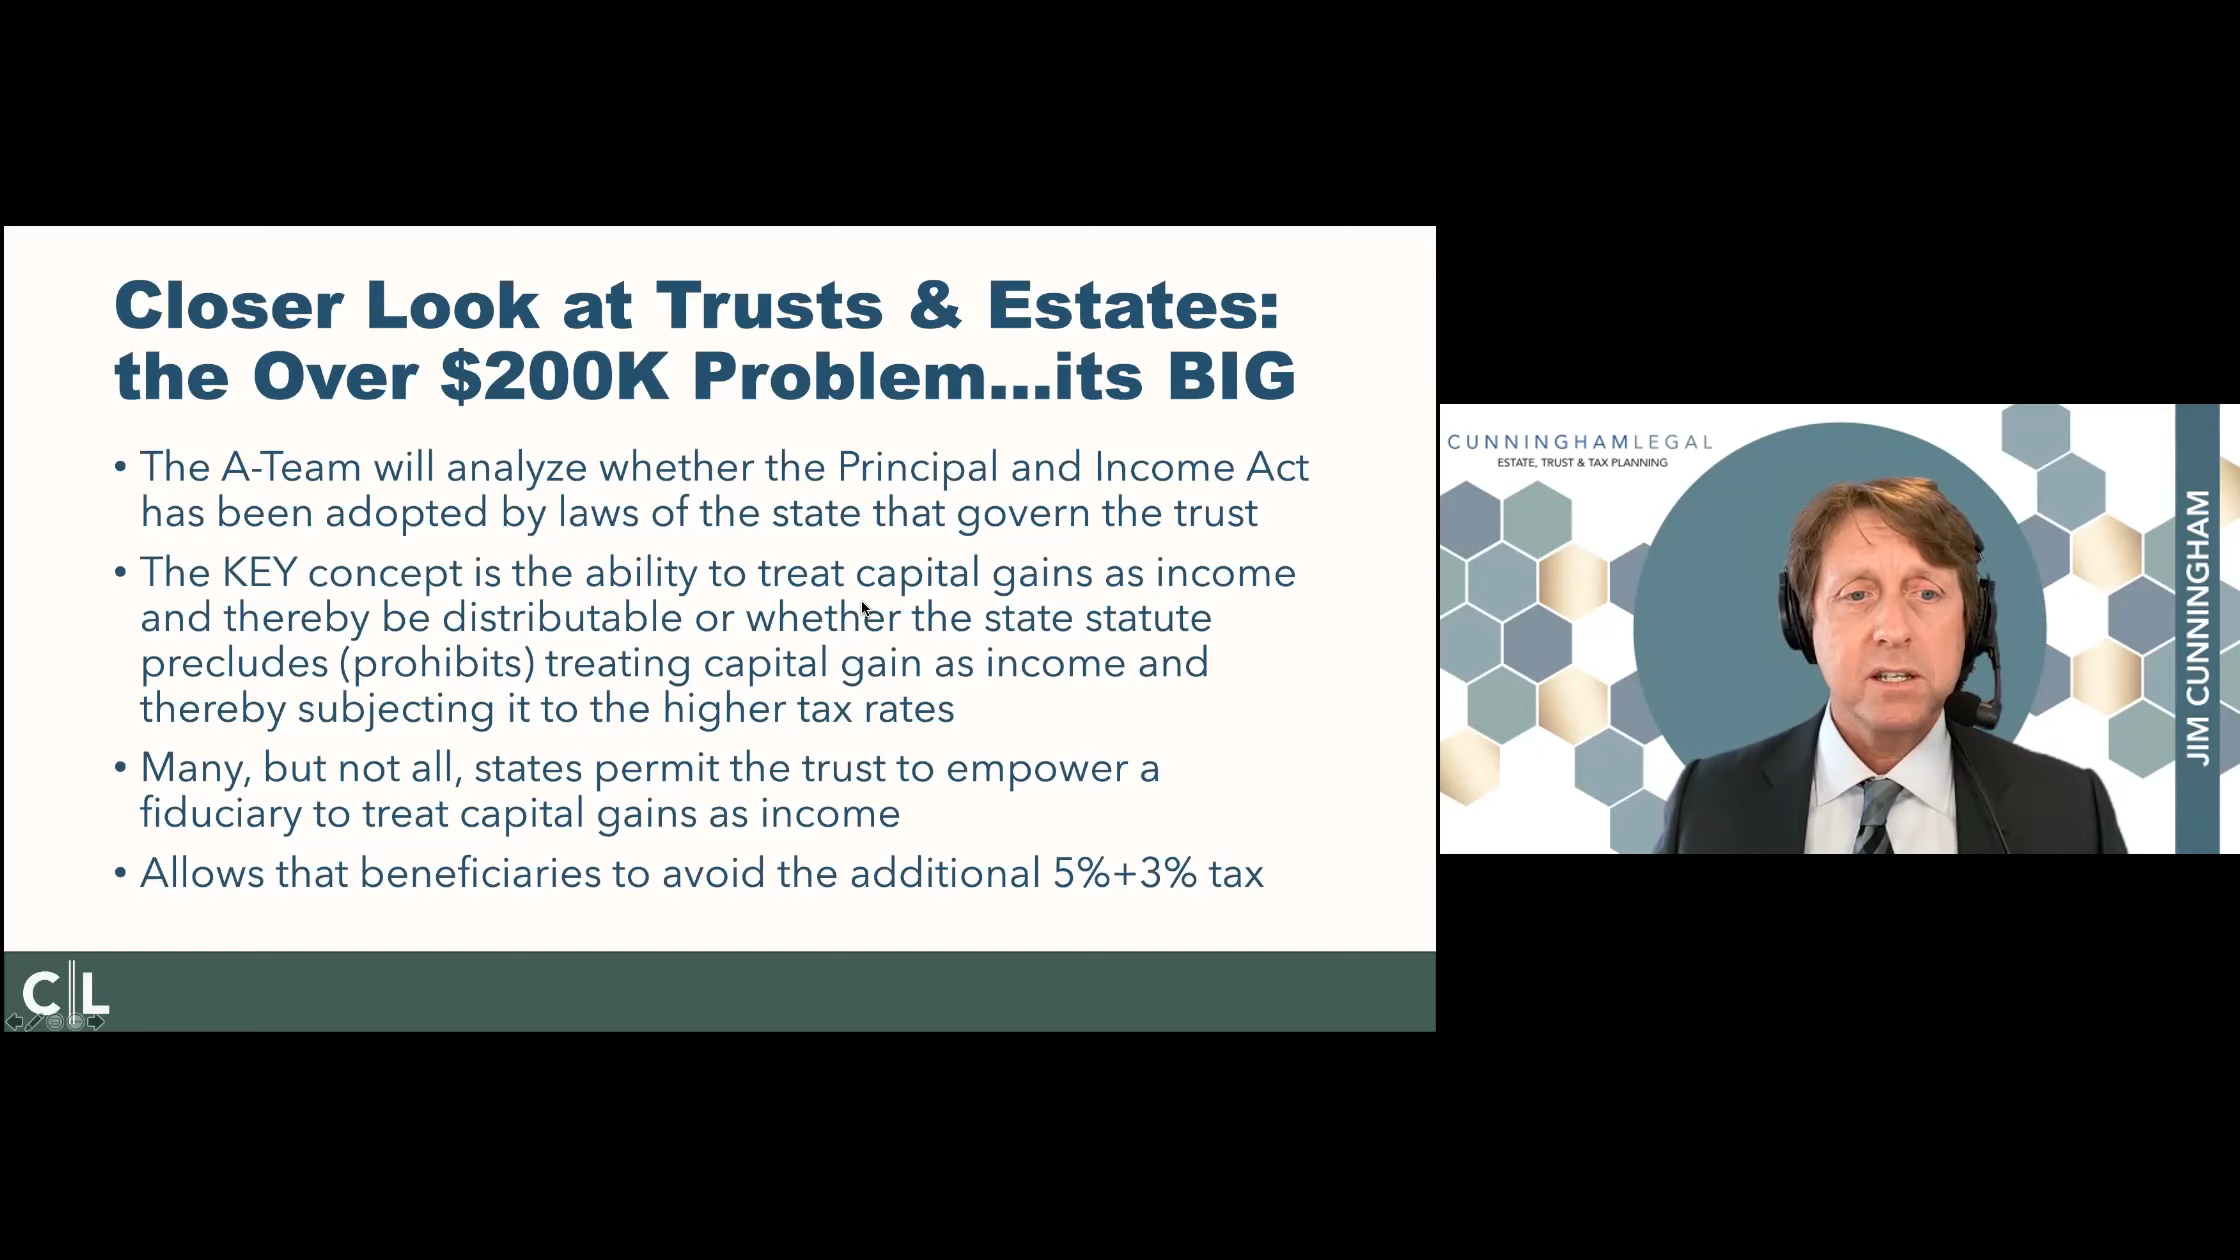 Closer Look at Trusts & Estates:
the Over $200K Problem...its BIG
• The A-Team will analyze whether the Principal and Income Act
has been adopted by laws of the state that govern the trust
• The KEY concept is the ability to treat capital gains as income
and thereby be distributable or whether the state statute
precludes (prohibits) treating capital gain as income and
thereby subjecting it to the higher tax rates
• Many, but not all, states permit the trust to empower a
fiduciary to treat capital gains as income
• Allows that beneficiaries to avoid the additional 5%+3% tax
C L
CUNNINGHAMLEGAL
ESTATE, TRUST & TAX PLANNING
JIM CUNNINGHAM